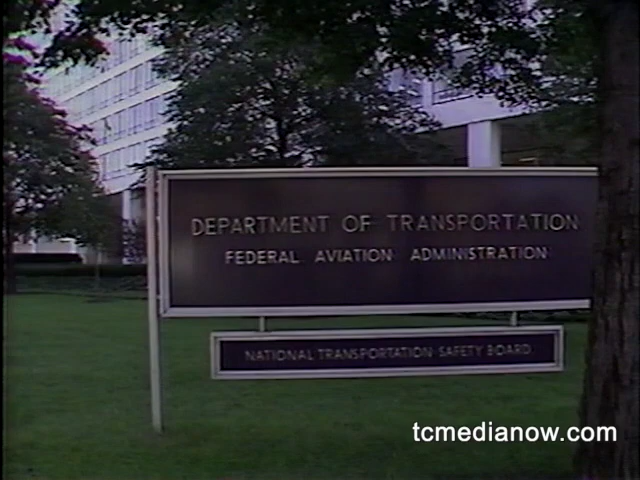 DEPARTMENT OF TRANSPORTATION
FEDERAL AVIATION ADMINISTRATION
NATIONAL TRANSPORTATION SAFETY BOARD
tcmedianow.com